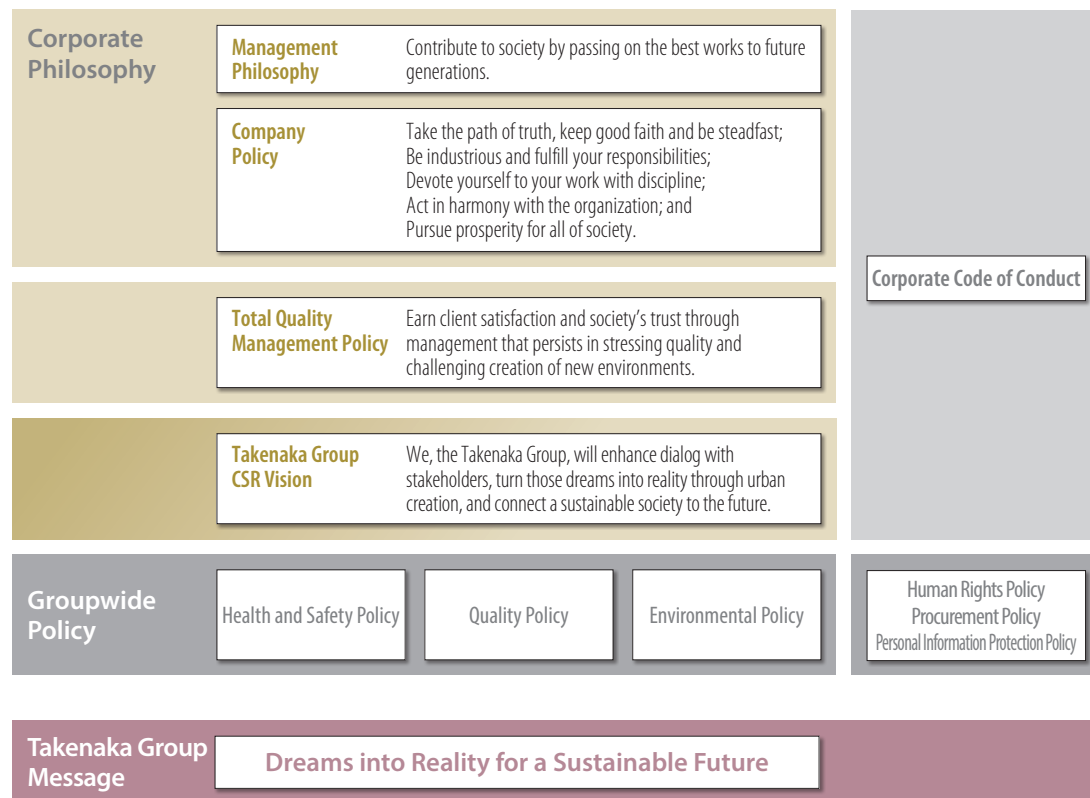 Corporate
Philosophy
Management
Philosophy
Contribute to society by passing on the best works to future
generations.
Company
Policy
Take the path of truth, keep good faith and be steadfast;
Be industrious and fulfill your responsibilities;
Devote yourself to your work with discipline;
Act in harmony with the organization; and
Pursue prosperity for all of society.
Corporate Code of Conduct
Total Quality
Management Policy
Earn client satisfaction and society’s trust through
management that persists in stressing quality and
challenging creation of new environments.
Takenaka Group
CSR Vision
We, the Takenaka Group, will enhance dialog with
stakeholders, turn those dreams into reality through urban
creation, and connect a sustainable society to the future.
Groupwide
Policy
Health and Safety Policy
Quality Policy
Environmental Policy
Human Rights Policy
Procurement Policy
Personal Information Protection Policy
Takenaka Group
Message
Dreams into Reality for a Sustainable Future